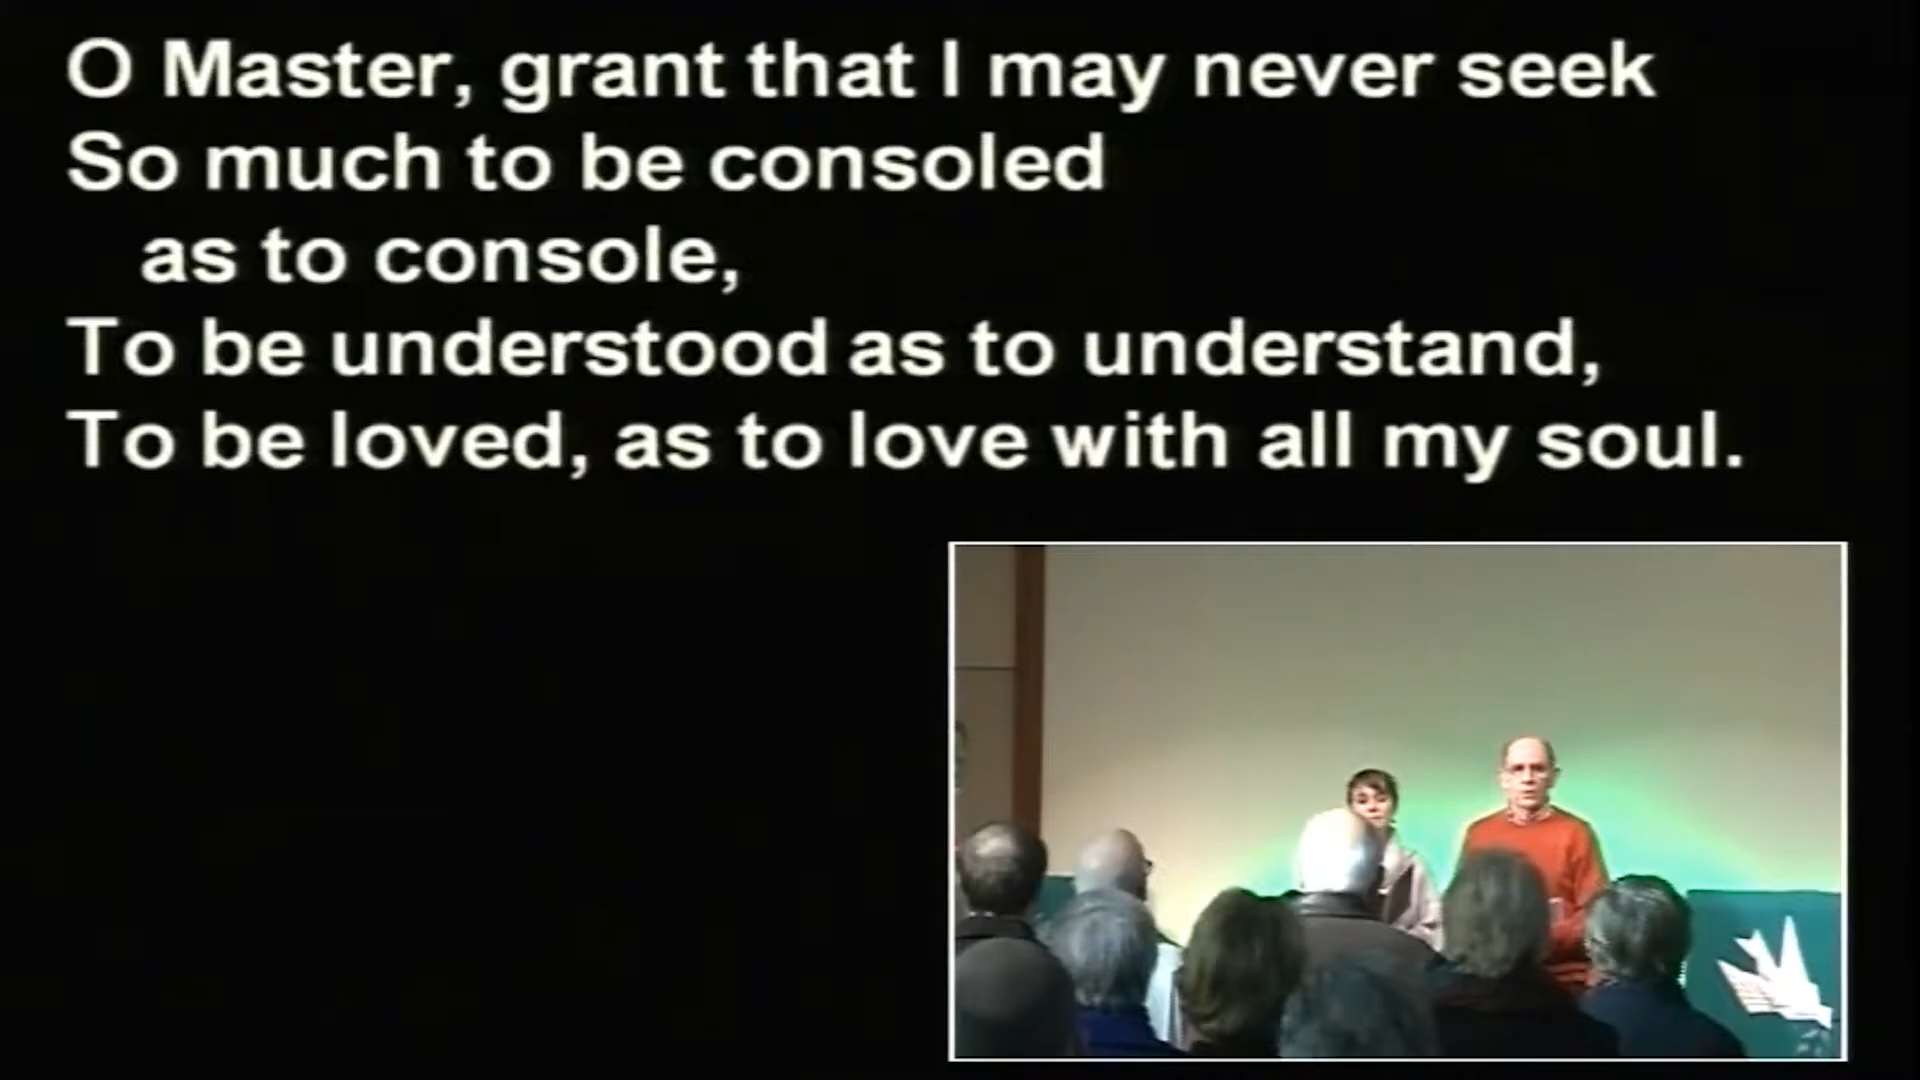 O Master, grant that I may never seek
So much to be consoled
as to console,
To be understood as to understand,
To be loved, as to love with all my soul.